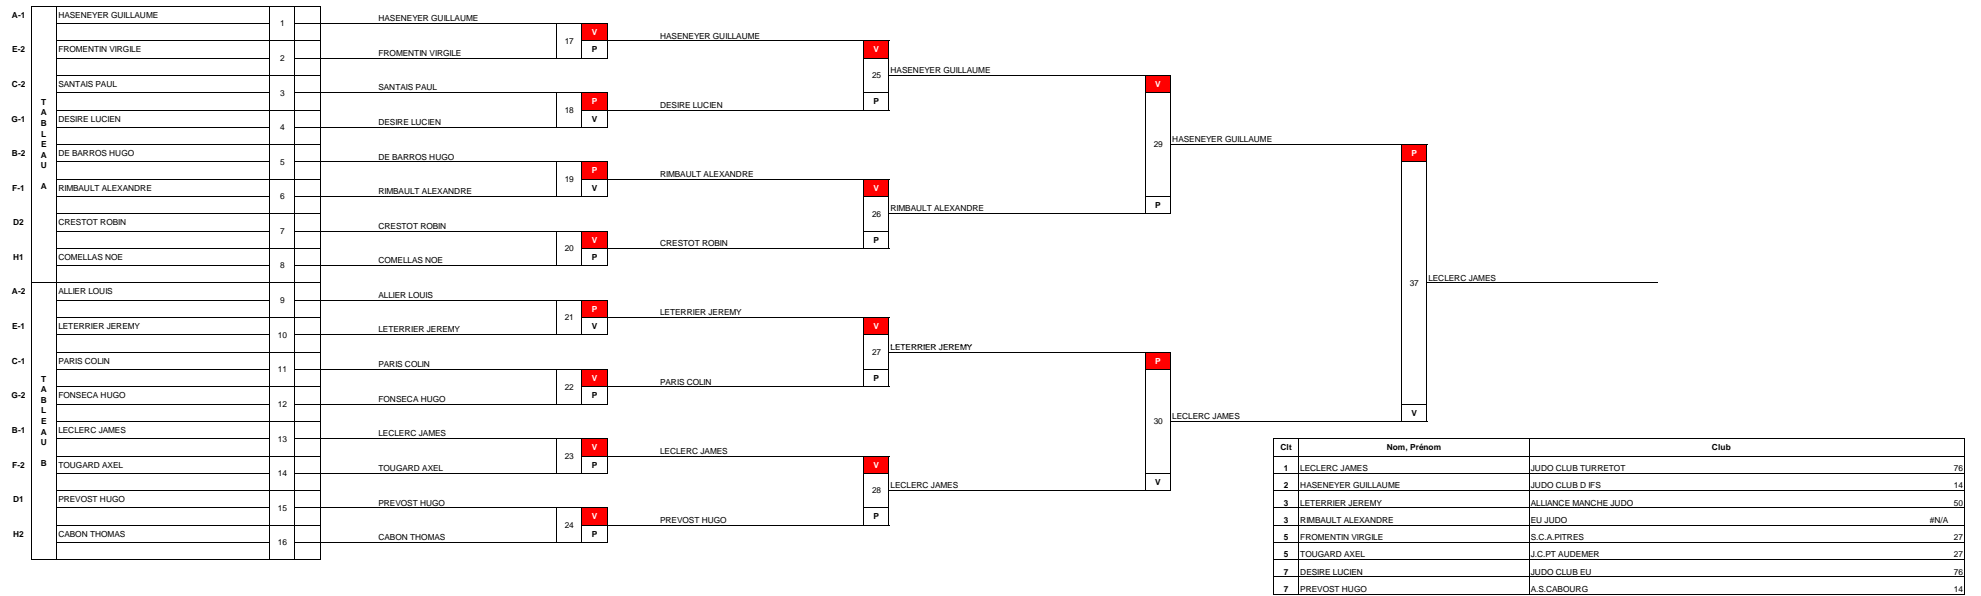 A-1 HASENEYER GUILLAUME 1
E-2 FROMENTIN VIRGILE 2
C-2 SANTAIS PAUL 3
G-1 DESIRE LUCIEN 4
B-2 DE BARROS HUGO 5
F-1 RIMBAULT ALEXANDRE 6
D2 CRESTOT ROBIN 7
H1 COMELLAS NOE 8
TABLEAU A
A-2 ALLIER LOUIS 9
E-1 LETERRIER JEREMY 10
C-1 PARIS COLIN 11
G-2 FONSECA HUGO 12
B-1 LECLERC JAMES 13
F-2 TOUGARD AXEL 14
D1 PREVOST HUGO 15
H2 CABON THOMAS 16
TABLEAU B
HASENEYER GUILLAUME
17 V
P
FROMENTIN VIRGILE
SANTAIS PAUL
18 P
V
DESIRE LUCIEN
DE BARROS HUGO
19 P
V
RIMBAULT ALEXANDRE
CRESTOT ROBIN
20 V
P
COMELLAS NOE
ALLIER LOUIS
21 P
V
LETERRIER JEREMY
PARIS COLIN
22 V
P
FONSECA HUGO
LECLERC JAMES
23 V
P
TOUGARD AXEL
PREVOST HUGO
24 V
P
CABON THOMAS
HASENEYER GUILLAUME
V
25
P
DESIRE LUCIEN
RIMBAULT ALEXANDRE
V
26
P
CRESTOT ROBIN
LETERRIER JEREMY
V
27
P
PARIS COLIN
LECLERC JAMES
V
28
P
PREVOST HUGO
HASENEYER GUILLAUME
V
29
P
RIMBAULT ALEXANDRE
LETERRIER JEREMY
P
30
V
LECLERC JAMES
HASENEYER GUILLAUME
P
37
V
LECLERC JAMES
LECLERC JAMES
Clt Nom, Prénom Club
1 LECLERC JAMES JUDO CLUB TURRETOT 76
2 HASENEYER GUILLAUME JUDO CLUB D IFS 14
3 LETERRIER JEREMY ALLIANCE MANCHE JUDO 50
3 RIMBAULT ALEXANDRE EU JUDO #N/A
5 FROMENTIN VIRGILE S.C.A.PITRES 27
5 TOUGARD AXEL J.C.PT AUDEMER 27
7 DESIRE LUCIEN JUDO CLUB EU 76
7 PREVOST HUGO A.S.CABOURG 14